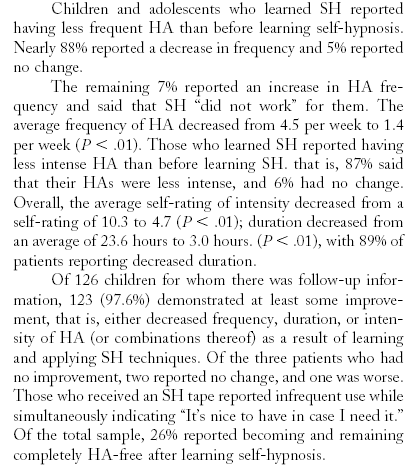 Children and adolescents who learned SH reported
having less frequent HA than before learning self-hypnosis.
Nearly 88% reported a decrease in frequency and 5% reported
no change.
The remaining 7% reported an increase in HA fre-
quency and said that SH “did not work” for them. The
average frequency of HA decreased from 4.5 per week to 1.4
per week (P < .01). Those who learned SH reported having
less intense HA than before learning SH. that is, 87% said
that their HAs were less intense, and 6% had no change.
Overall, the average self-rating of intensity decreased from a
self-rating of 10.3 to 4.7 (P < .01); duration decreased from
an average of 23.6 hours to 3.0 hours. (P < .01), with 89% of
patients reporting decreased duration.
Of 126 children for whom there was follow-up infor-
mation, 123 (97.6%) demonstrated at least some improve-
ment, that is, either decreased frequency, duration, or inten-
sity of HA (or combinations thereof) as a result of learning
and applying SH techniques. Of the three patients who had
no improvement, two reported no change, and one was worse.
Those who received an SH tape reported infrequent use while
simultaneously indicating “It’s nice to have in case I need it.”
Of the total sample, 26% reported becoming and remaining
completely HA-free after learning self-hypnosis.